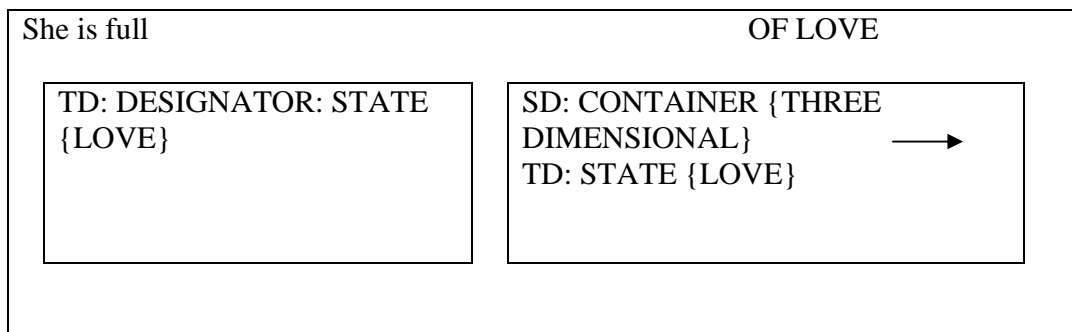 She is full OF LOVE
TD: DESIGNATOR: STATE
{LOVE}
SD: CONTAINER {THREE
DIMENSIONAL}
TD: STATE {LOVE}